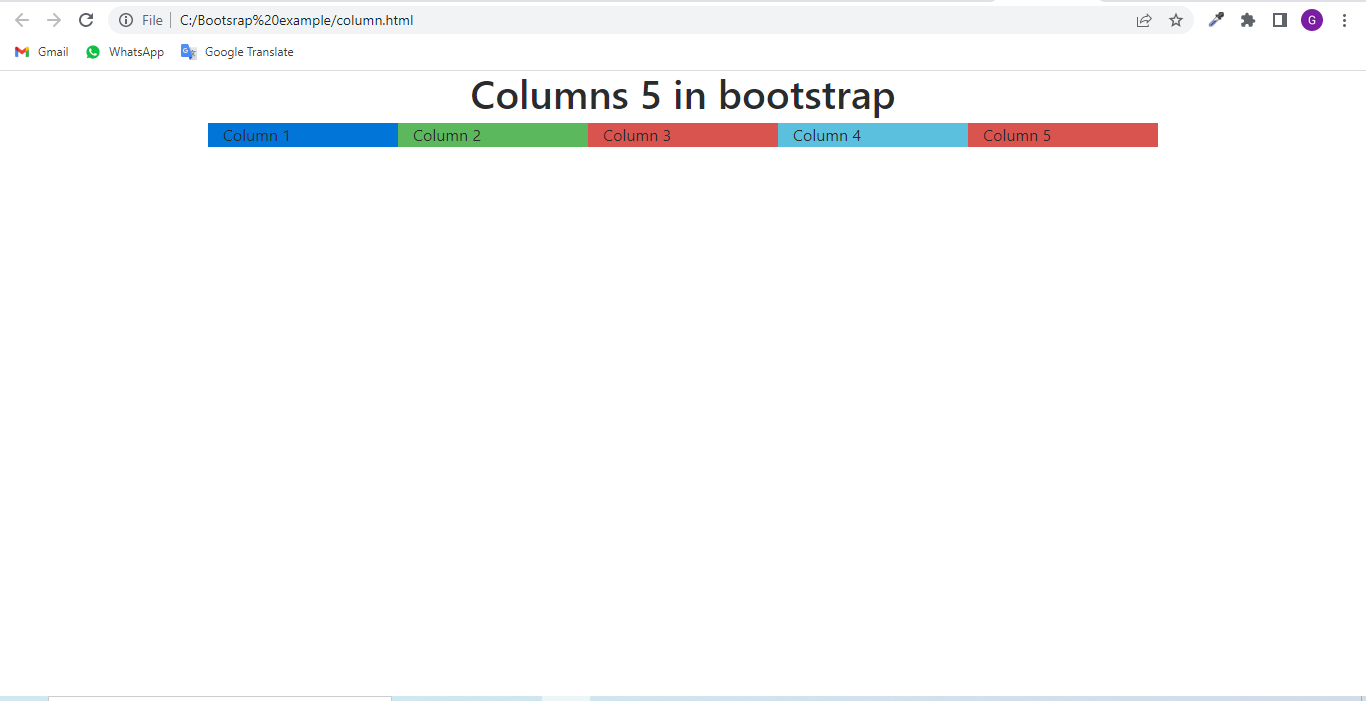 File C:/Bootsrap%20example/column.html G
Gmail WhatsApp Google Translate
Columns 5 in bootstrap
Column 1 Column 2 Column 3 Column 4 Column 5